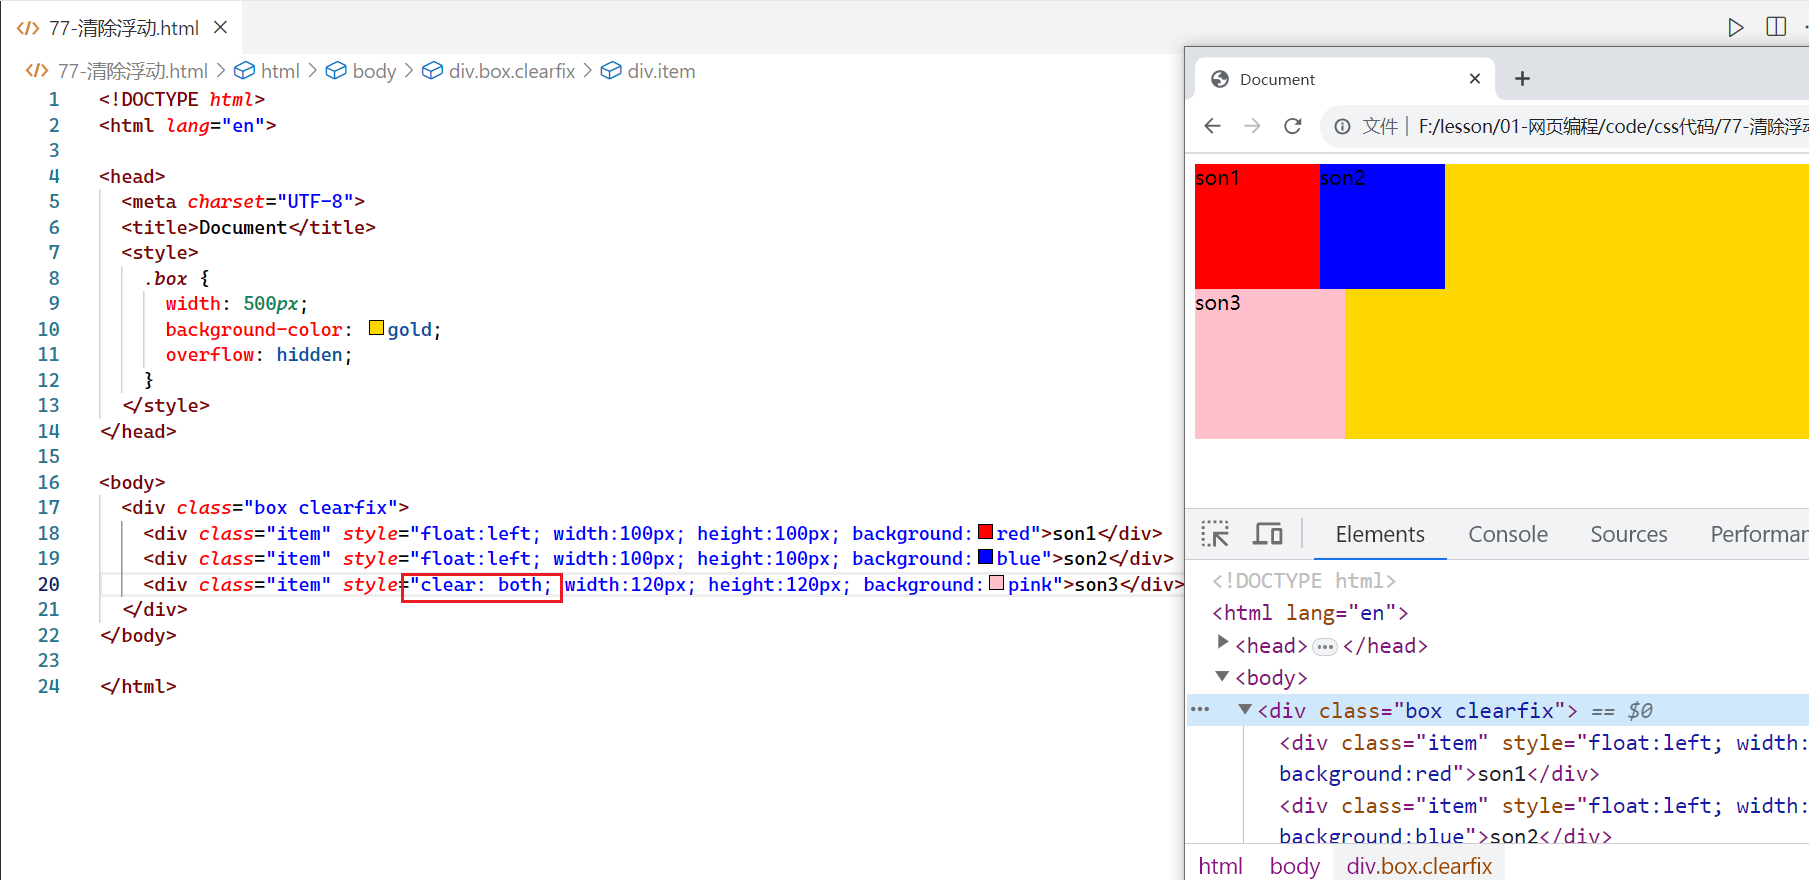 77-清除浮动.html
77-清除浮动.html > html > body > div.box.clearfix > div.item
1 <!DOCTYPE html>
2 <html lang="en">
3
4 <head>
5 <meta charset="UTF-8">
6 <title>Document</title>
7 <style>
8 .box {
9 width: 500px;
10 background-color: gold;
11 overflow: hidden;
12 }
13 </style>
14 </head>
15
16 <body>
17 <div class="box clearfix">
18 <div class="item" style="float:left; width:100px; height:100px; background:red">son1</div>
19 <div class="item" style="float:left; width:100px; height:100px; background:blue">son2</div>
20 <div class="item" style="clear: both; width:120px; height:120px; background:pink">son3</div>
21 </div>
22 </body>
23
24 </html>
Document
文件 | F:/lesson/01-网页编程/code/css代码/77-清除浮动
son1 son2
son3
Elements Console Sources Performan
<!DOCTYPE html>
<html lang="en">
<head> ••• </head>
<body>
••• <div class="box clearfix"> == $0
<div class="item" style="float:left; width:
background:red">son1</div>
<div class="item" style="float:left; width:
background:blue">son2</div>
html body div.box.clearfix